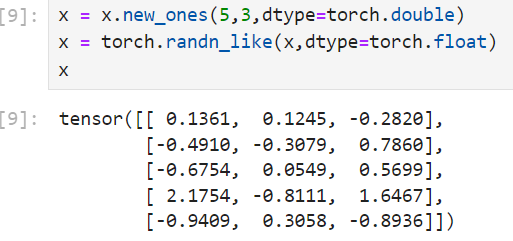 [9]: x = x.new_ones(5,3,dtype=torch.double)
x = torch.randn_like(x,dtype=torch.float)
x
[9]: tensor([[ 0.1361,  0.1245, -0.2820],
        [-0.4910, -0.3079,  0.7860],
        [-0.6754,  0.0549,  0.5699],
        [ 2.1754, -0.8111,  1.6467],
        [-0.9409,  0.3058, -0.8936]])